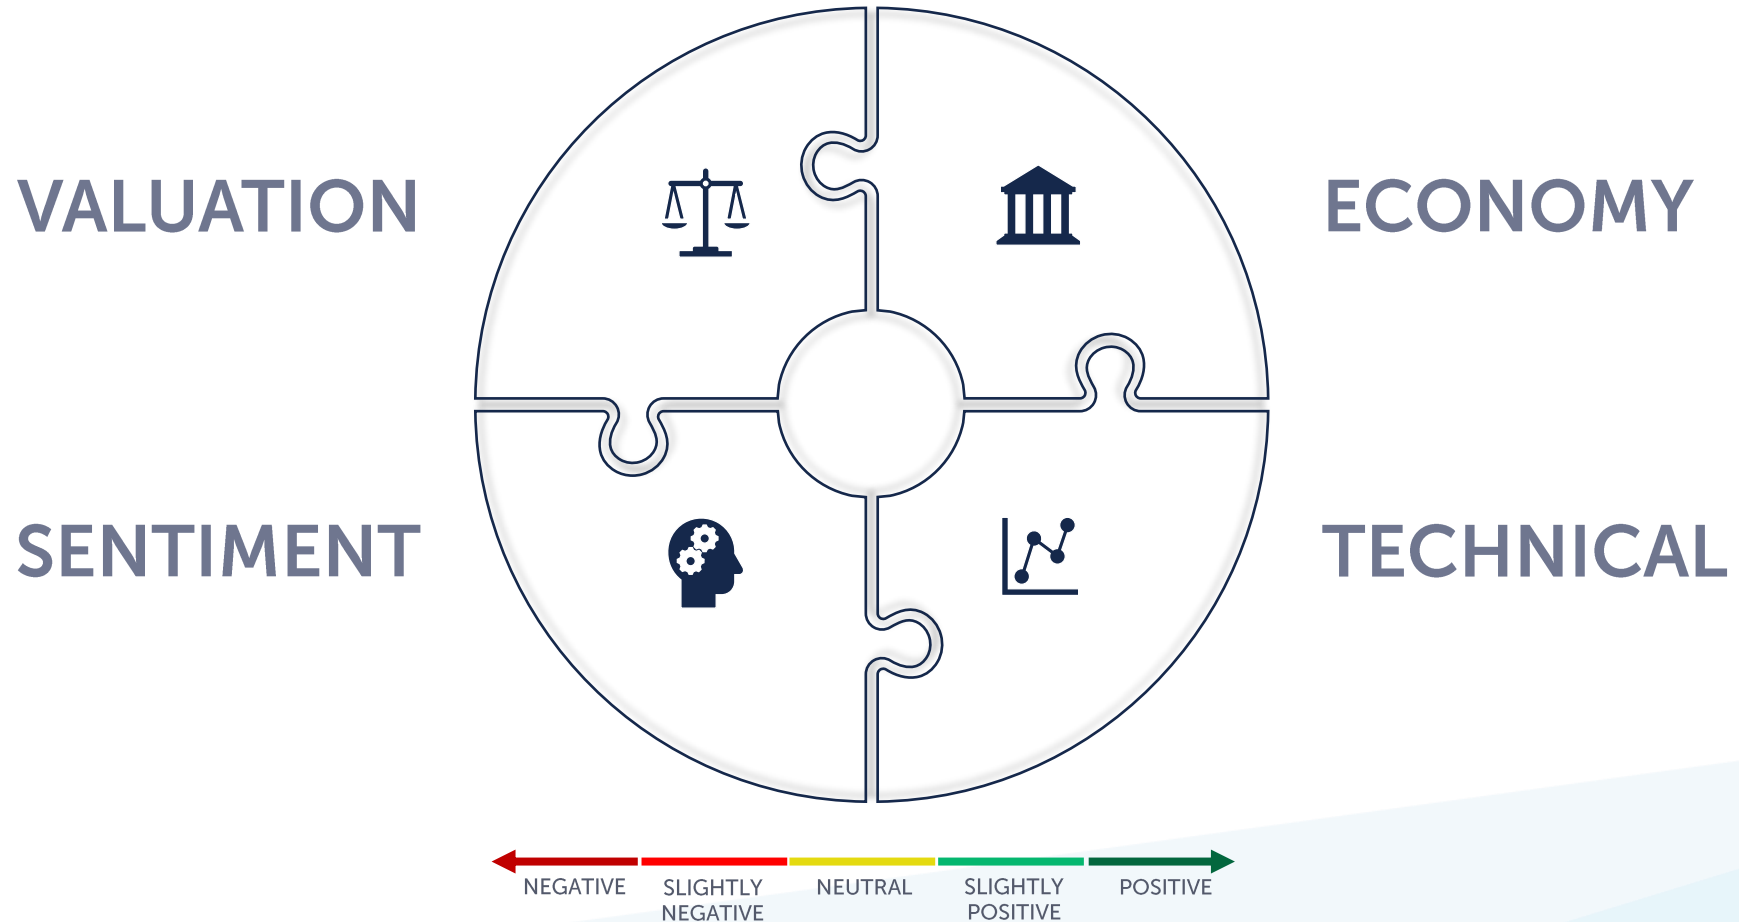 VALUATION
ECONOMY
SENTIMENT
TECHNICAL
NEGATIVE
SLIGHTLY
NEGATIVE
NEUTRAL
SLIGHTLY
POSITIVE
POSITIVE